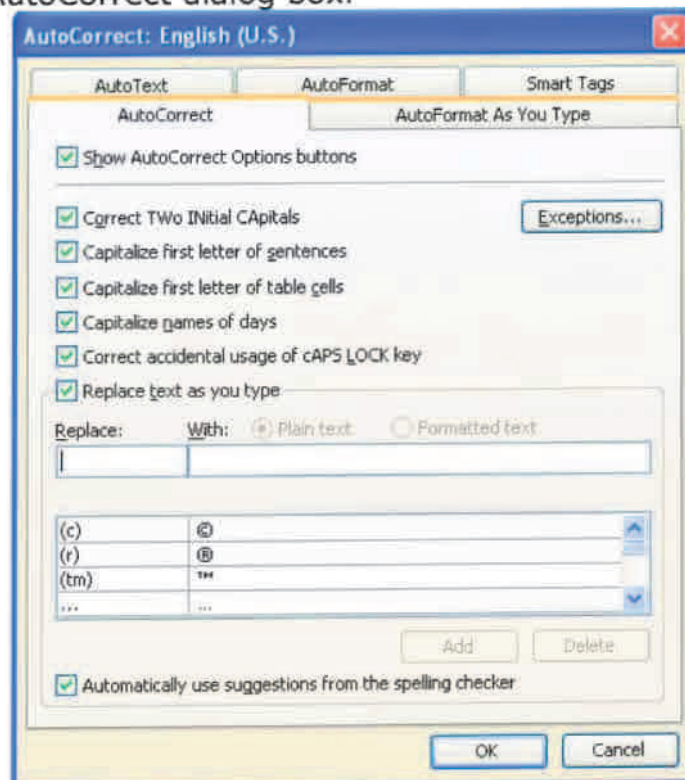 AutoCorrect dialog box.
AutoCorrect: English (U.S.)
AutoText AutoFormat Smart Tags
AutoCorrect AutoFormat As You Type
Show AutoCorrect Options buttons
Correct TWo INitial CApitals Exceptions...
Capitalize first letter of sentences
Capitalize first letter of table cells
Capitalize names of days
Correct accidental usage of cAPS LOCK key
Replace text as you type
Replace: With: Plain text Formatted text
(c) ©
(r) ®
(tm) ™
... ...
Add Delete
Automatically use suggestions from the spelling checker
OK Cancel